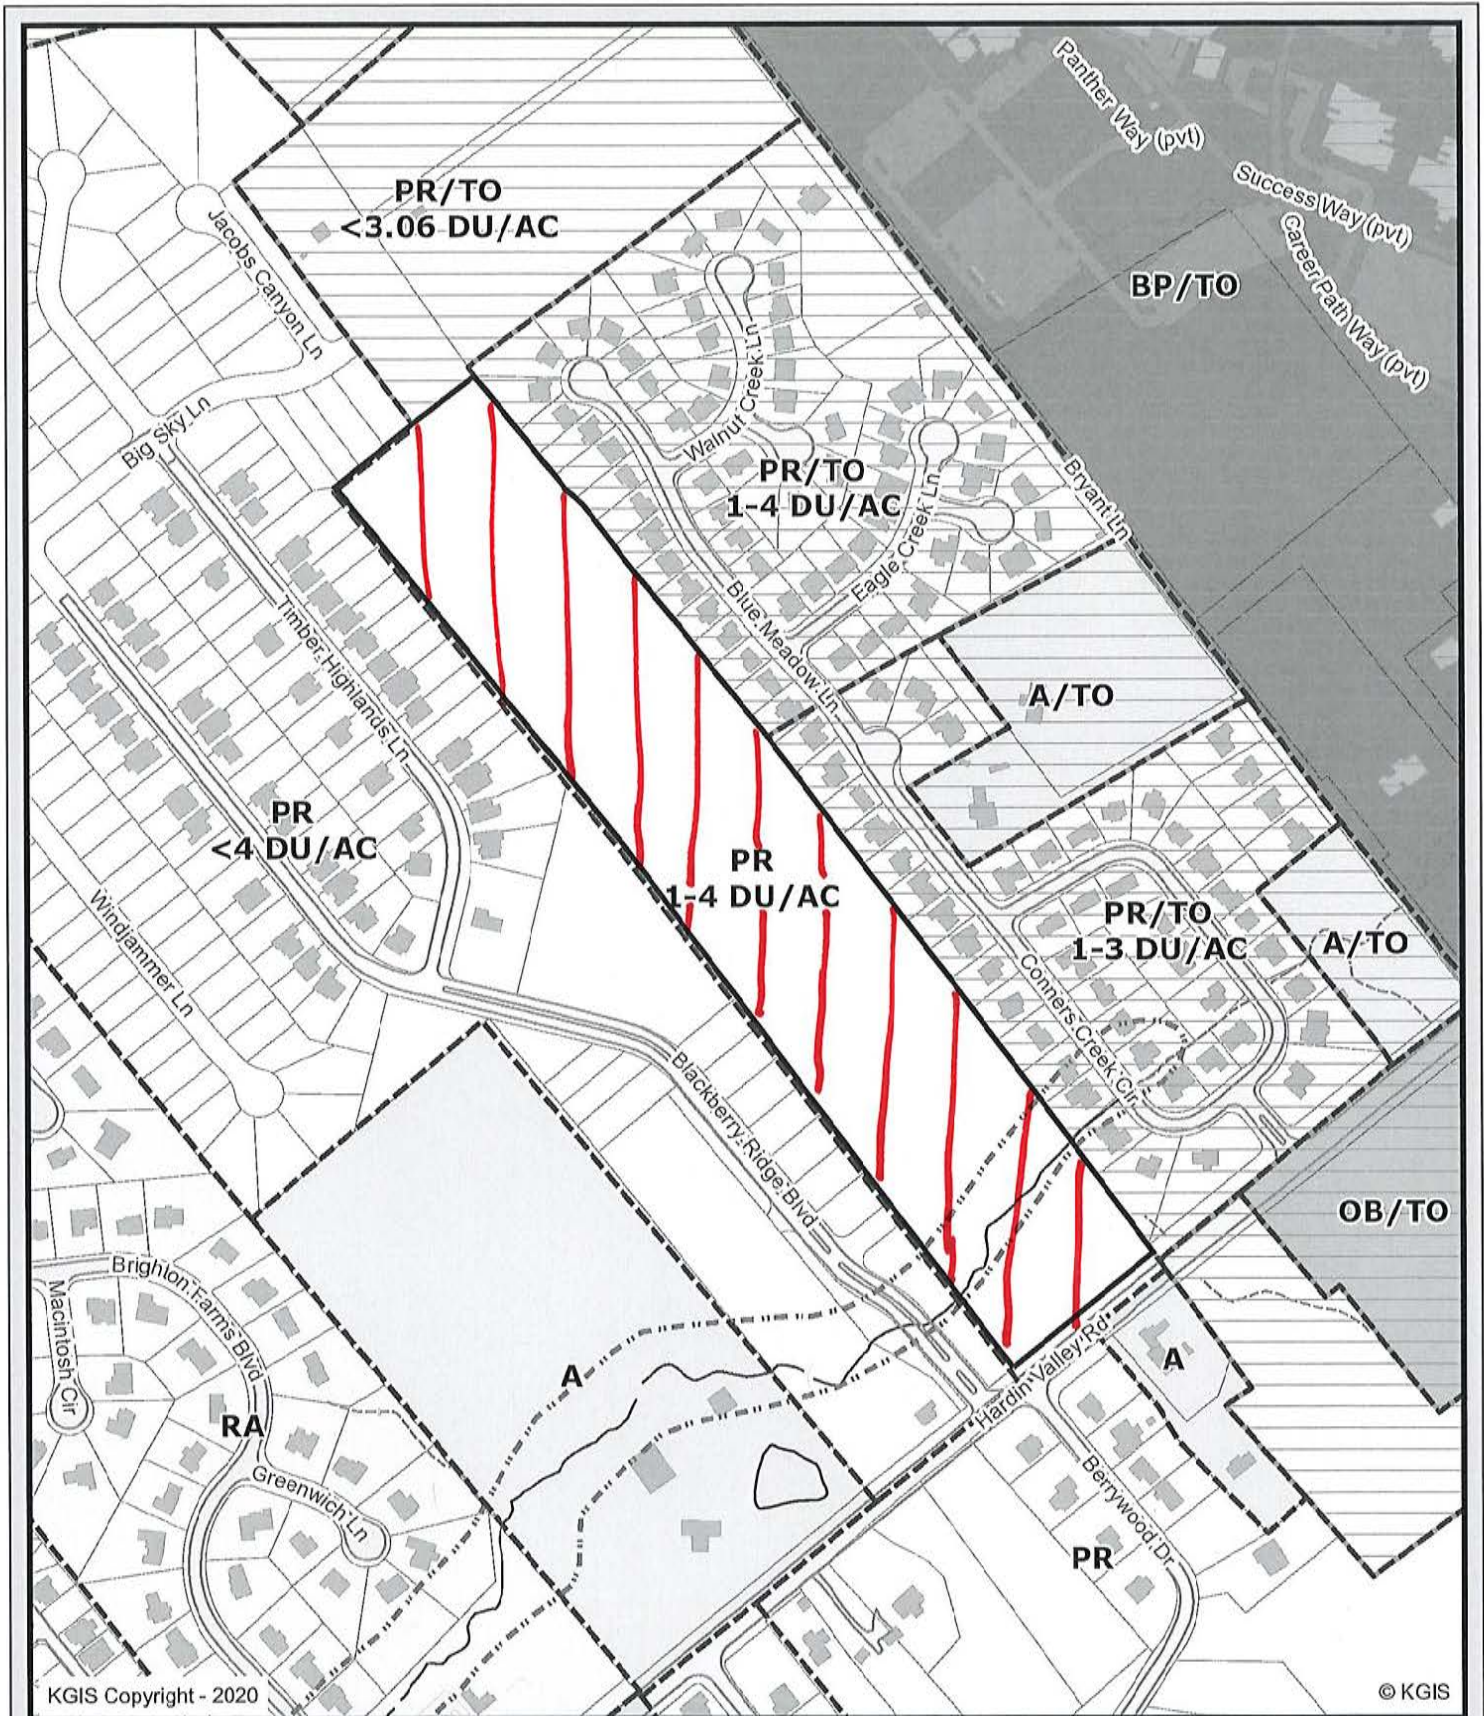 Panther Way (pvt)
Success Way (pvt)
Career Path Way (pvt)
PR/TO
<3.06 DU/AC
BP/TO
Jacobs Canyon Ln
Big Sky Ln
Walnut Creek Ln
PR/TO
1-4 DU/AC
Eagle Creek Ln
Bryant Ln
Blue Meadow Ln
Timber Highlands Ln
A/TO
PR
<4 DU/AC
PR
1-4 DU/AC
PR/TO
1-3 DU/AC
A/TO
Windjammer Ln
Conners Creek Cir
Blackberry Ridge Blvd
OB/TO
Brighton Farms Blvd
Macintosh Cir
A
Hardin Valley Rd
A
RA
Greenwich Ln
Berrywood Dr
PR
KGIS Copyright - 2020
© KGIS